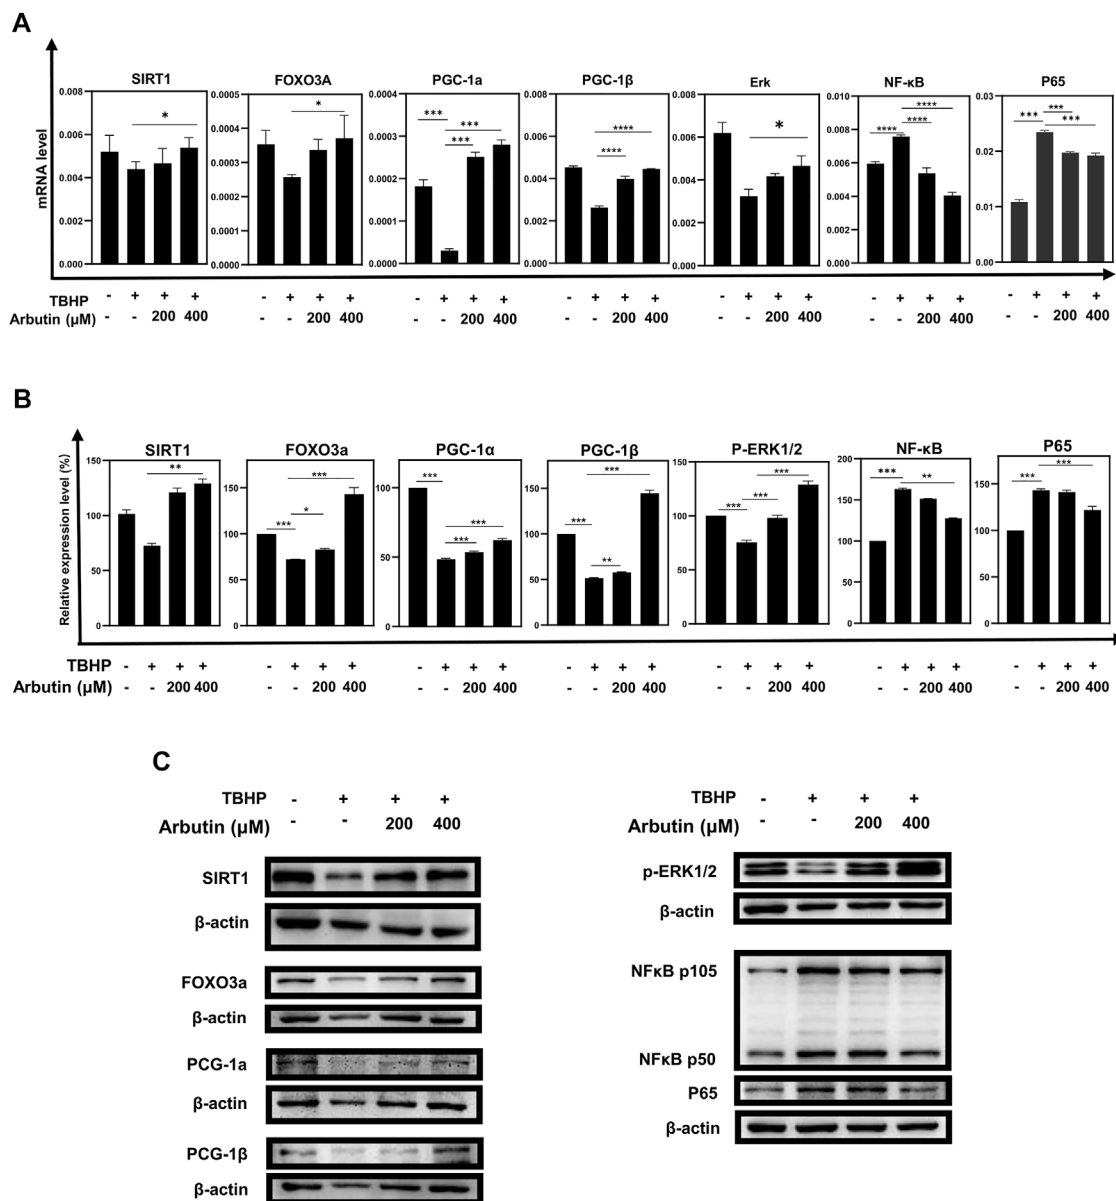 A
mRNA level
SIRT1
0.008
0.006
0.004
0.002
0.000
*
FOXO3A
0.0005
0.0004
0.0003
0.0002
0.0001
0.0000
*
PGC-1a
0.0004
0.0003
0.0002
0.0001
0.0000
*** *** ***
PGC-1β
0.008
0.006
0.004
0.002
0.000
**** ****
Erk
0.008
0.006
0.004
0.002
0.000
*
NF-κB
0.010
0.008
0.006
0.004
0.002
0.000
**** **** ****
P65
0.03
0.02
0.01
0.00
*** *** ***
TBHP - + + + - + + + - + + + - + + + - + + + - + + + - + + +
Arbutin (μM) - - 200 400 - - 200 400 - - 200 400 - - 200 400 - - 200 400 - - 200 400 - - 200 400
B
Relative expression level (%)
SIRT1
150
100
50
0
**
FOXO3a
150
100
50
0
*** * ***
PGC-1α
100
50
0
*** *** ***
PGC-1β
150
100
50
0
*** ** ***
P-ERK1/2
150
100
50
0
*** *** ***
NF-κB
200
150
100
50
0
*** **
P65
150
100
50
0
*** ***
TBHP - + + + - + + + - + + + - + + + - + + + - + + + - + + +
Arbutin (μM) - - 200 400 - - 200 400 - - 200 400 - - 200 400 - - 200 400 - - 200 400 - - 200 400
C
TBHP - + + +
Arbutin (μM) - - 200 400
SIRT1
β-actin
FOXO3a
β-actin
PCG-1a
β-actin
PCG-1β
β-actin
TBHP - + + +
Arbutin (μM) - - 200 400
p-ERK1/2
β-actin
NFκB p105
NFκB p50
P65
β-actin